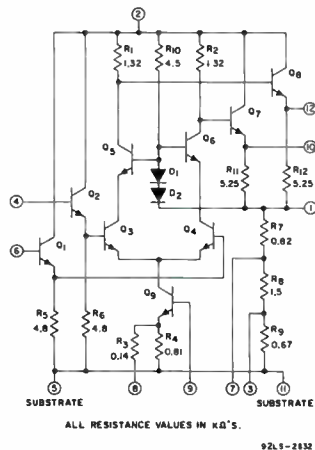 2
R1
1.32
R10
4.5
R2
1.32
Q8
Q7
12
Q5
Q6
10
D1
D2
R11
5.25
R12
5.25
4
Q2
1
6
Q1
Q3
Q4
R7
0.82
R8
1.5
Q9
R5
4.8
R6
4.8
R3
0.14
R4
0.81
R9
0.67
5
8
9
7
3
11
SUBSTRATE
SUBSTRATE
ALL RESISTANCE VALUES IN KΩ'S.
92LS-2832